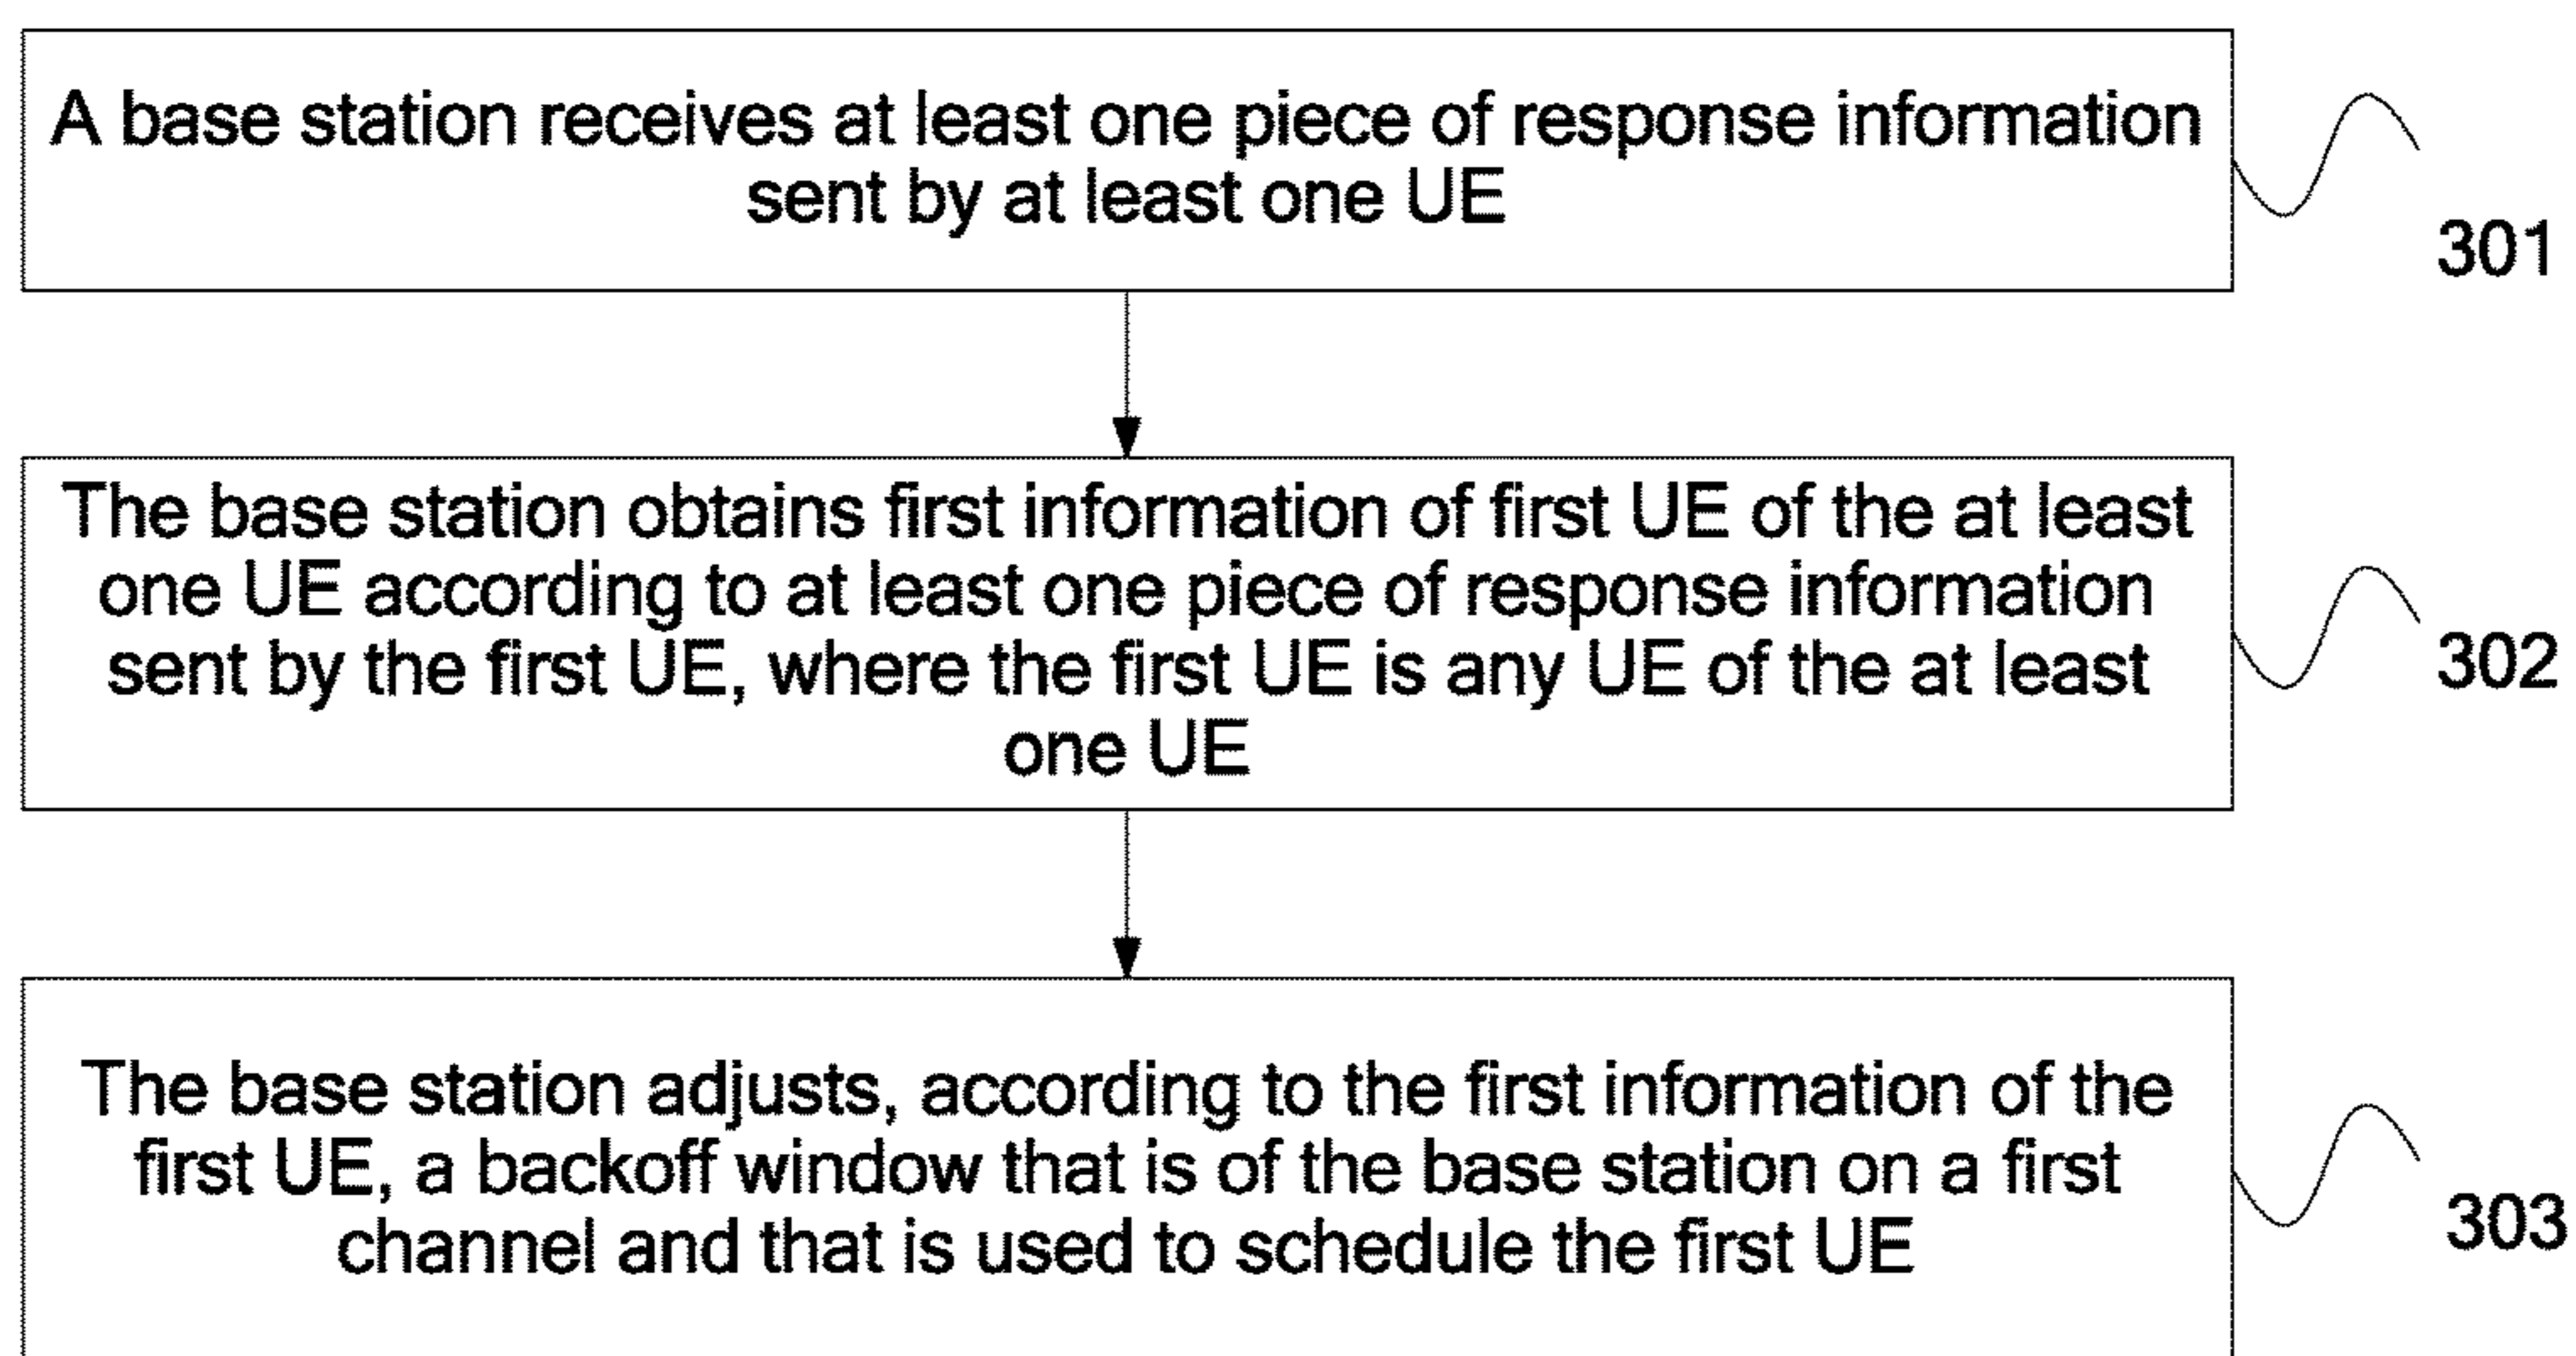 A base station receives at least one piece of response information
sent by at least one UE
301
The base station obtains first information of first UE of the at least
one UE according to at least one piece of response information
sent by the first UE, where the first UE is any UE of the at least
one UE
302
The base station adjusts, according to the first information of the
first UE, a backoff window that is of the base station on a first
channel and that is used to schedule the first UE
303